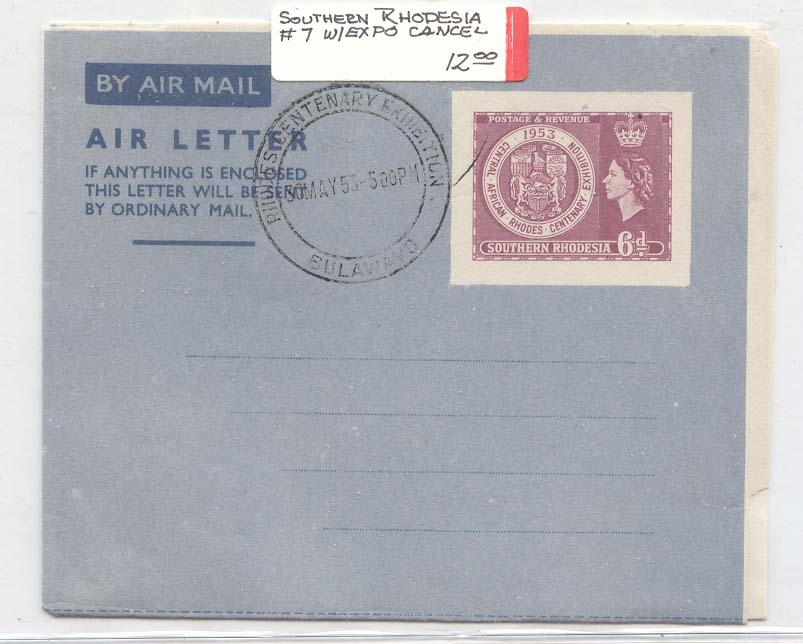 SOUTHERN RHODESIA
# 7 W/EXPO CANCEL
12.00
BY AIR MAIL
AIR LETTER
IF ANYTHING IS ENCLOSED
THIS LETTER WILL BE SENT
BY ORDINARY MAIL.
RHODES CENTENARY EXHIBITION
30 MAY 53 - 5 00 PM
BULAWAYO
POSTAGE & REVENUE
· 1953 ·
CENTRAL AFRICAN · RHODES · CENTENARY EXHIBITION
SOUTHERN RHODESIA
6d.